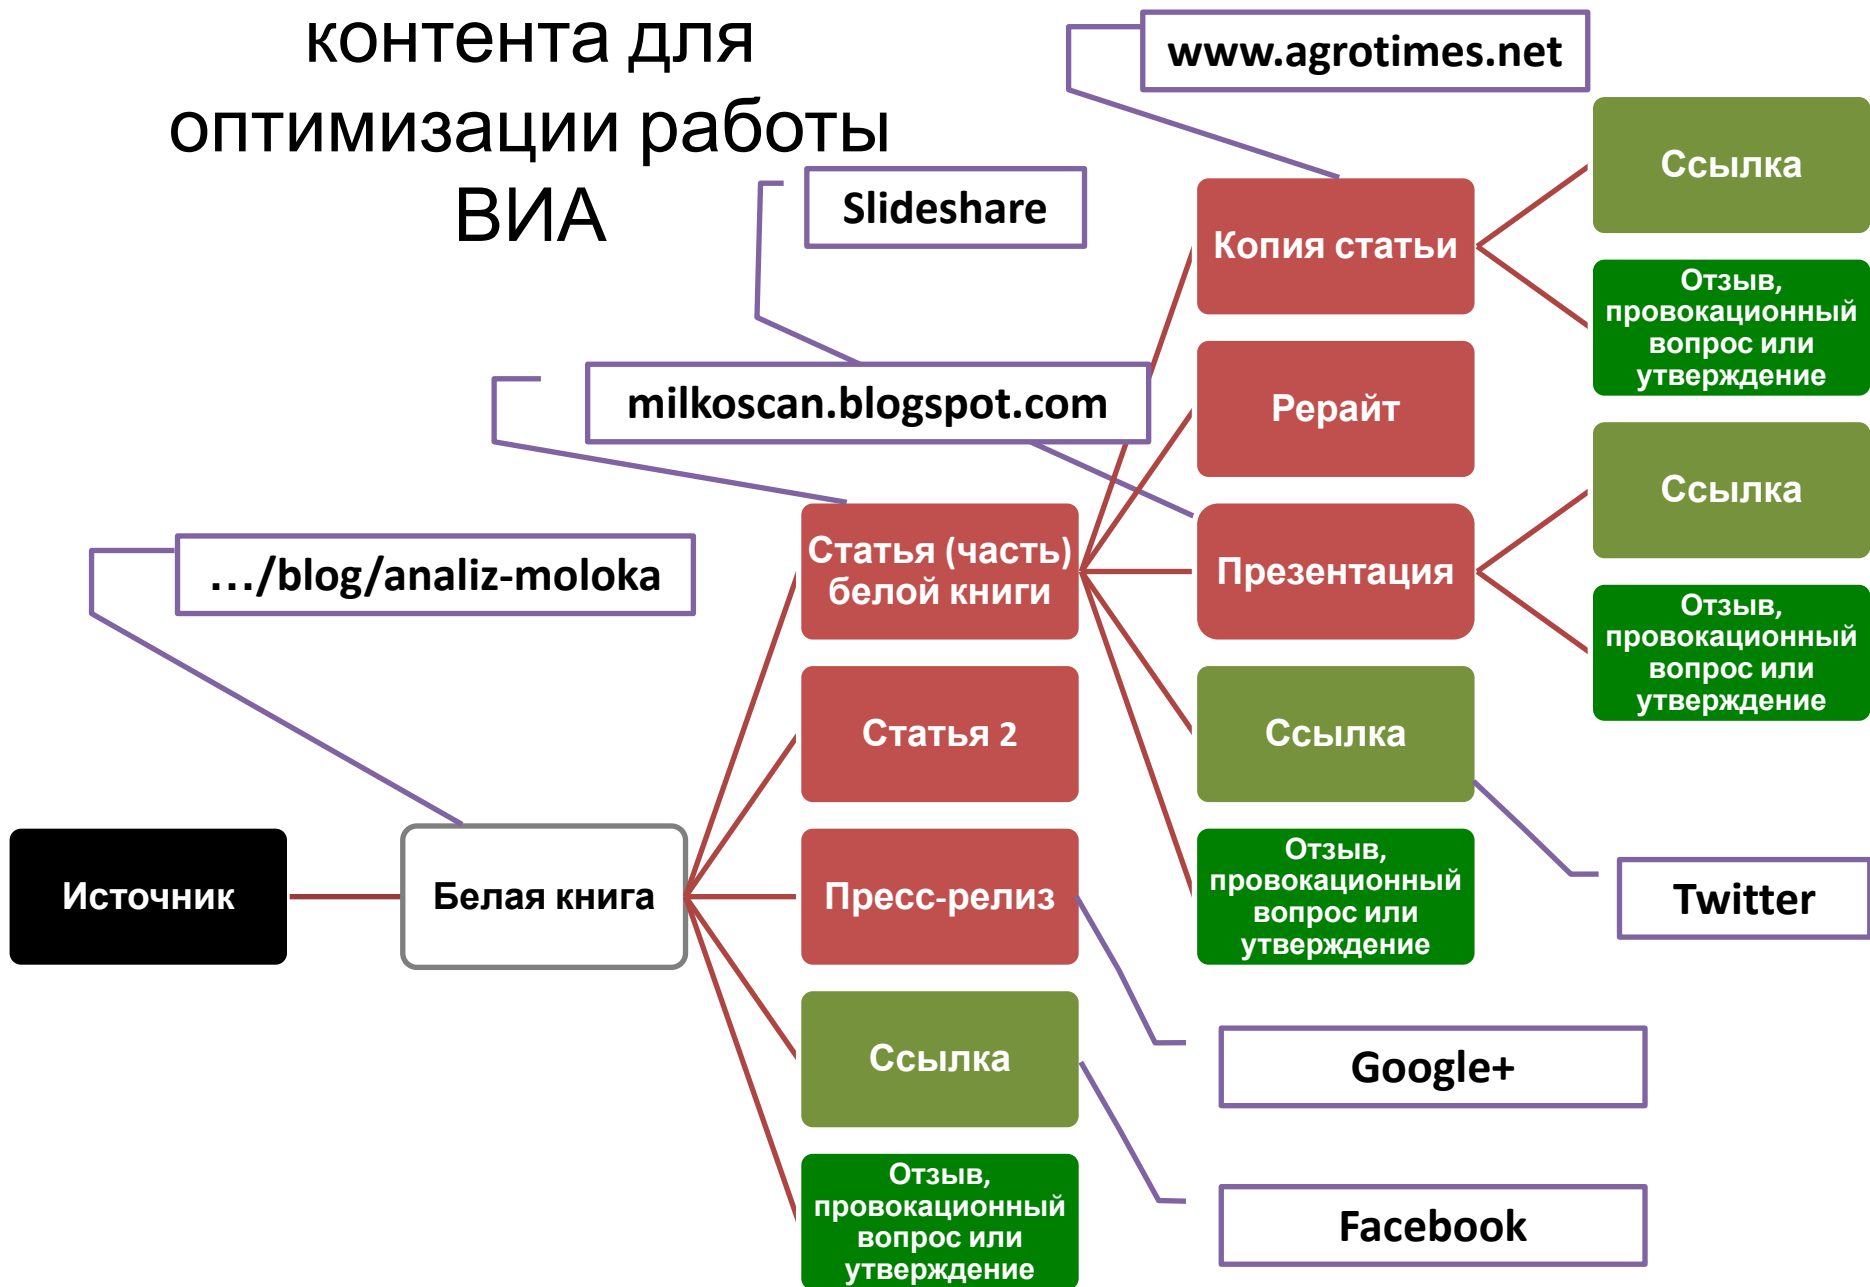 контента для
оптимизации работы
ВИА
www.agrotimes.net
Slideshare
milkoscan.blogspot.com
.../blog/analiz-moloka
Источник
Белая книга
Статья (часть)
белой книги
Статья 2
Пресс-релиз
Ссылка
Отзыв,
провокационный
вопрос или
утверждение
Копия статьи
Рерайт
Презентация
Ссылка
Отзыв,
провокационный
вопрос или
утверждение
Ссылка
Отзыв,
провокационный
вопрос или
утверждение
Ссылка
Отзыв,
провокационный
вопрос или
утверждение
Twitter
Google+
Facebook